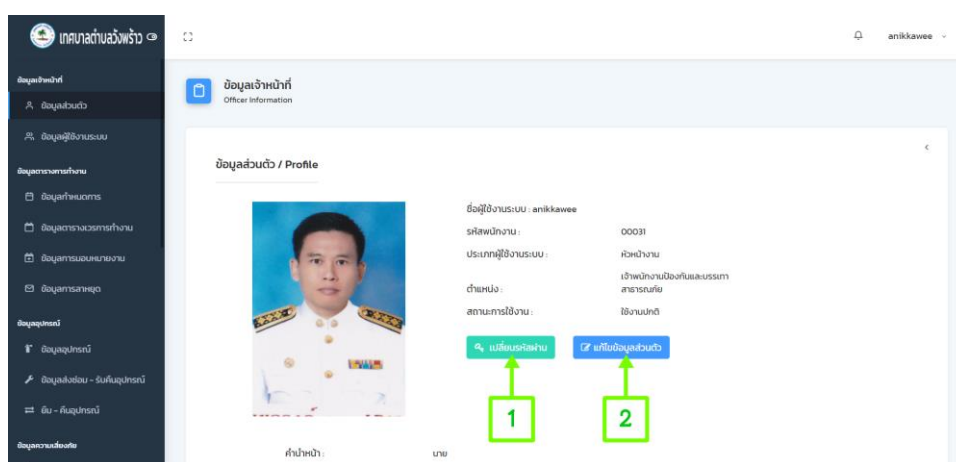 เทศบาลตำบลวังพร้าว
anikkawee
ข้อมูลเจ้าหน้าที่
ข้อมูลส่วนตัว
ข้อมูลผู้ใช้งานระบบ
ข้อมูลตารางการทำงาน
ข้อมูลกำหนดการ
ข้อมูลตารางเวรการทำงาน
ข้อมูลการมอบหมายงาน
ข้อมูลการลาหยุด
ข้อมูลอุปกรณ์
ข้อมูลอุปกรณ์
ข้อมูลส่งซ่อม - รับคืนอุปกรณ์
ยืม - คืนอุปกรณ์
ข้อมูลความเสี่ยงภัย
ข้อมูลเจ้าหน้าที่
Officer Information
ข้อมูลส่วนตัว / Profile
ชื่อผู้ใช้งานระบบ : anikkawee
รหัสพนักงาน : 00031
ประเภทผู้ใช้งานระบบ : หัวหน้างาน
ตำแหน่ง : เจ้าพนักงานป้องกันและบรรเทา
สาธารณภัย
สถานะการใช้งาน : ใช้งานปกติ
เปลี่ยนรหัสผ่าน แก้ไขข้อมูลส่วนตัว
1 2
คำนำหน้า : นาย